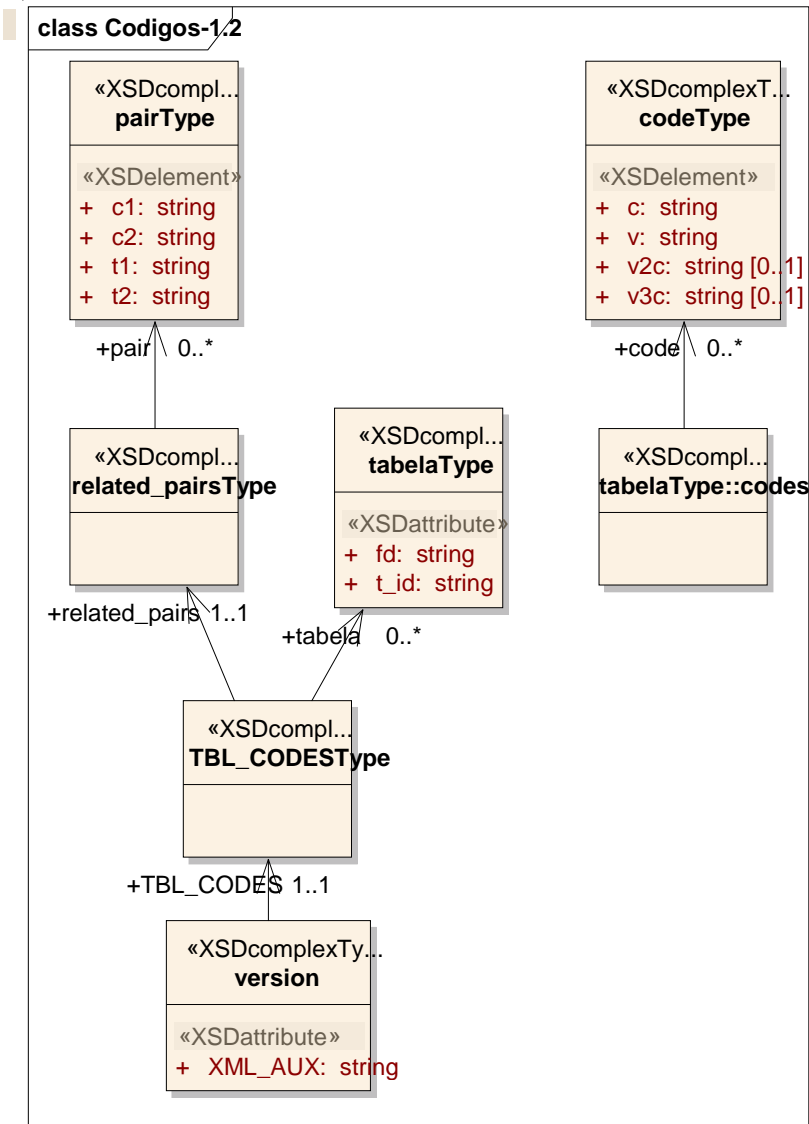 class Codigos-1.2
«XSDcompl...
pairType
«XSDelement»
+ c1: string
+ c2: string
+ t1: string
+ t2: string
«XSDcomplexT...
codeType
«XSDelement»
+ c: string
+ v: string
+ v2c: string [0..1]
+ v3c: string [0..1]
+pair 0..*
+code 0..*
«XSDcompl...
related_pairsType
«XSDcompl...
tabelaType
«XSDattribute»
+ fd: string
+ t_id: string
«XSDcompl...
tabelaType::codes
+related_pairs 1..1
+tabela 0..*
«XSDcompl...
TBL_CODESType
+TBL_CODES 1..1
«XSDcomplexTy...
version
«XSDattribute»
+ XML_AUX: string